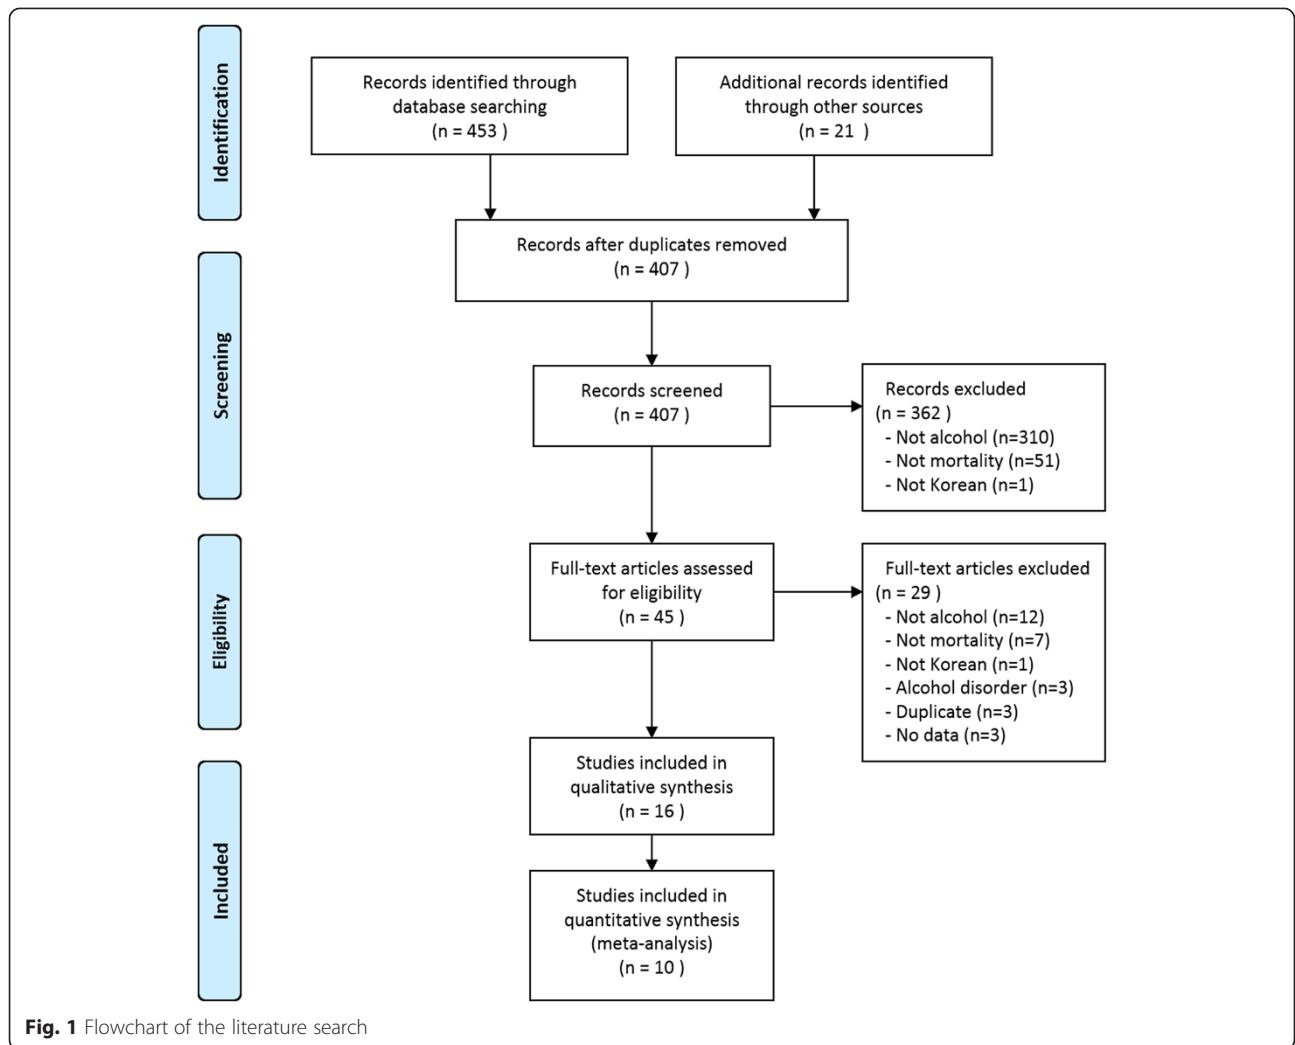 Identification
Records identified through
database searching
(n = 453 )
Additional records identified
through other sources
(n = 21 )
Records after duplicates removed
(n = 407 )
Screening
Records screened
(n = 407 )
Records excluded
(n = 362 )
- Not alcohol (n=310)
- Not mortality (n=51)
- Not Korean (n=1)
Eligibility
Full-text articles assessed
for eligibility
(n = 45 )
Full-text articles excluded
(n = 29 )
- Not alcohol (n=12)
- Not mortality (n=7)
- Not Korean (n=1)
- Alcohol disorder (n=3)
- Duplicate (n=3)
- No data (n=3)
Included
Studies included in
qualitative synthesis
(n = 16 )
Studies included in
quantitative synthesis
(meta-analysis)
(n = 10 )
Fig. 1 Flowchart of the literature search